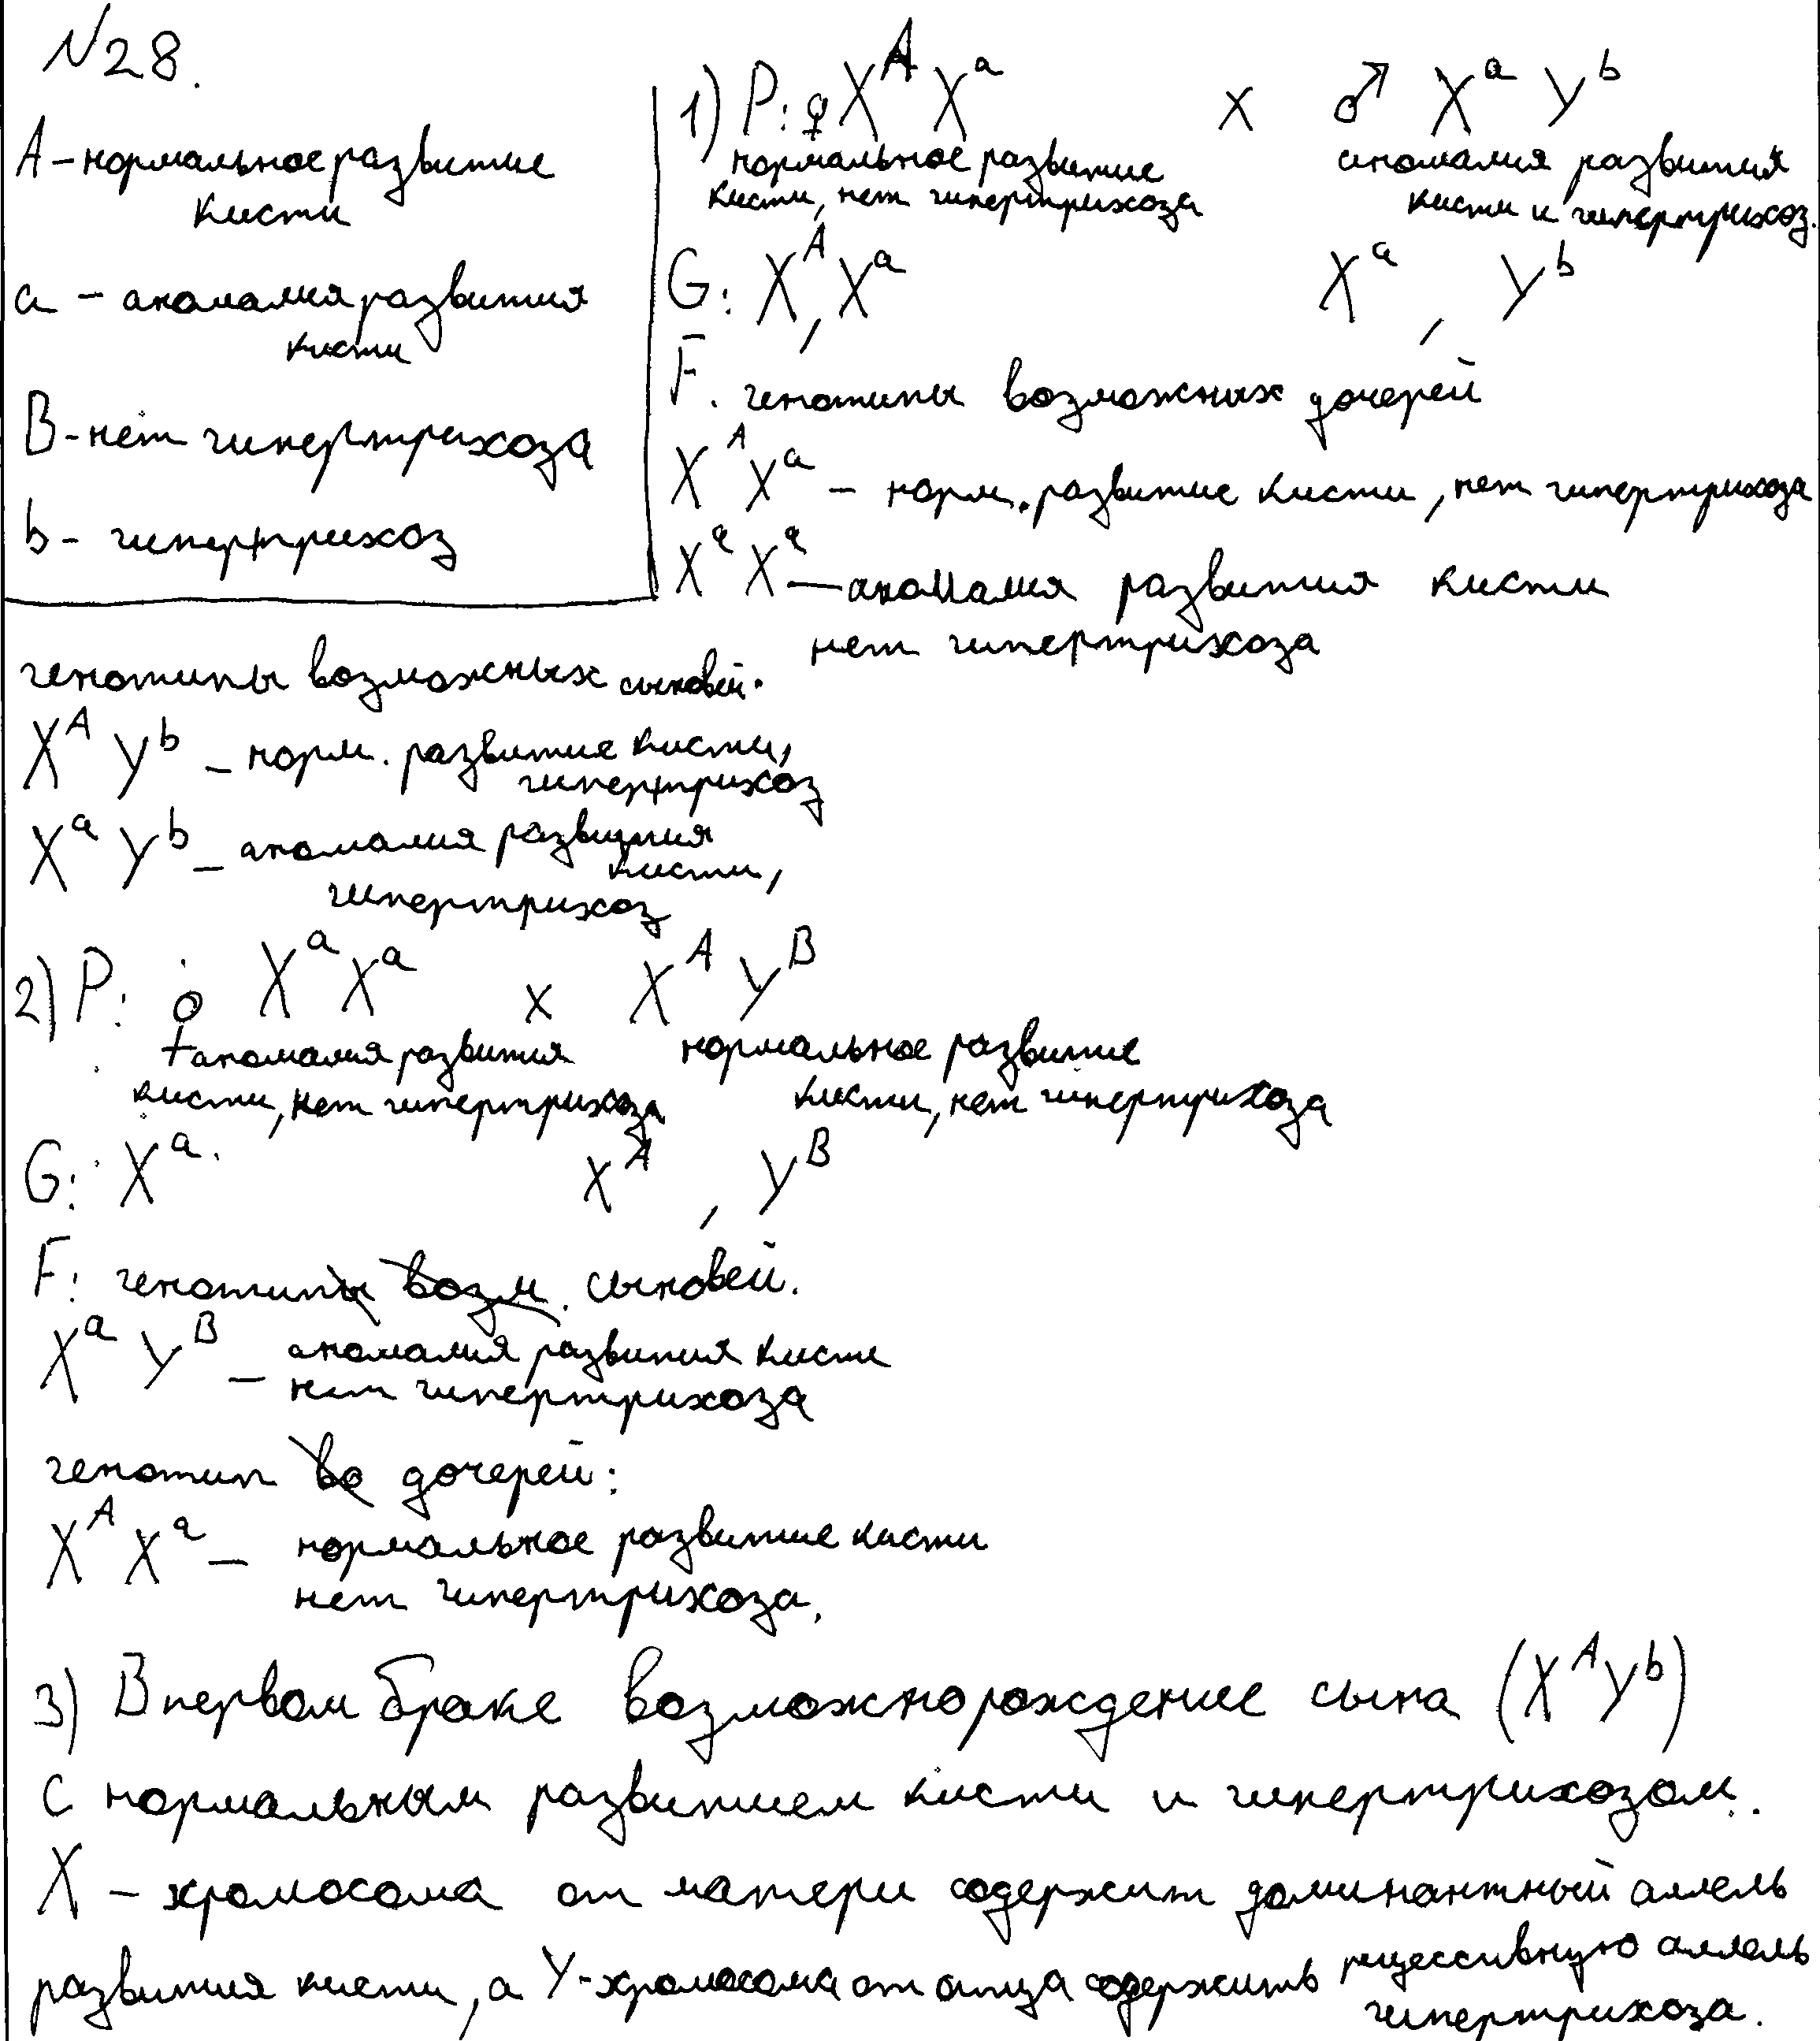 №28.
А – нормальное развитие
кисти
а – аномалия развития
кисти
В - нет гипертрихоза
b - гипертрихоз
1) P: ♀ X^A X^a x ♂ X^a Y^b
нормальное развитие
кисти, нет гипертрихоза
аномалия развития
кисти и гипертрихоз.
G: X^A, X^a X^a, Y^b
F. генотипы возможных дочерей
X^A X^a – норм. развитие кисти, нет гипертрихоза
X^a X^a — аномалия развития кисти
нет гипертрихоза
генотипы возможных сыновей.
X^A Y^b – норм. развитие кисти,
гипертрихоз
X^a Y^b – аномалия развития
кисти,
гипертрихоз
2) P: ♀ X^a X^a x X^A Y^B
аномалия развития
кисти, нет гипертрихоза
нормальное развитие
кисти, нет гипертрихоза
G: X^a. X^A, Y^B
F: генотипы возм. сыновей.
X^a Y^B – аномалия развития кисти
нет гипертрихоза
генотип во дочерей:
X^A X^a – нормальное развитие кисти
нет гипертрихоза.
3) В первом браке возможно рождение сына (X^A Y^b)
с нормальным развитием кисти и гипертрихозом.
X – хромосома от матери содержит доминантный аллель
развития кисти, а Y-хромосома от отца содержить рецессивную аллель
гипертрихоза.